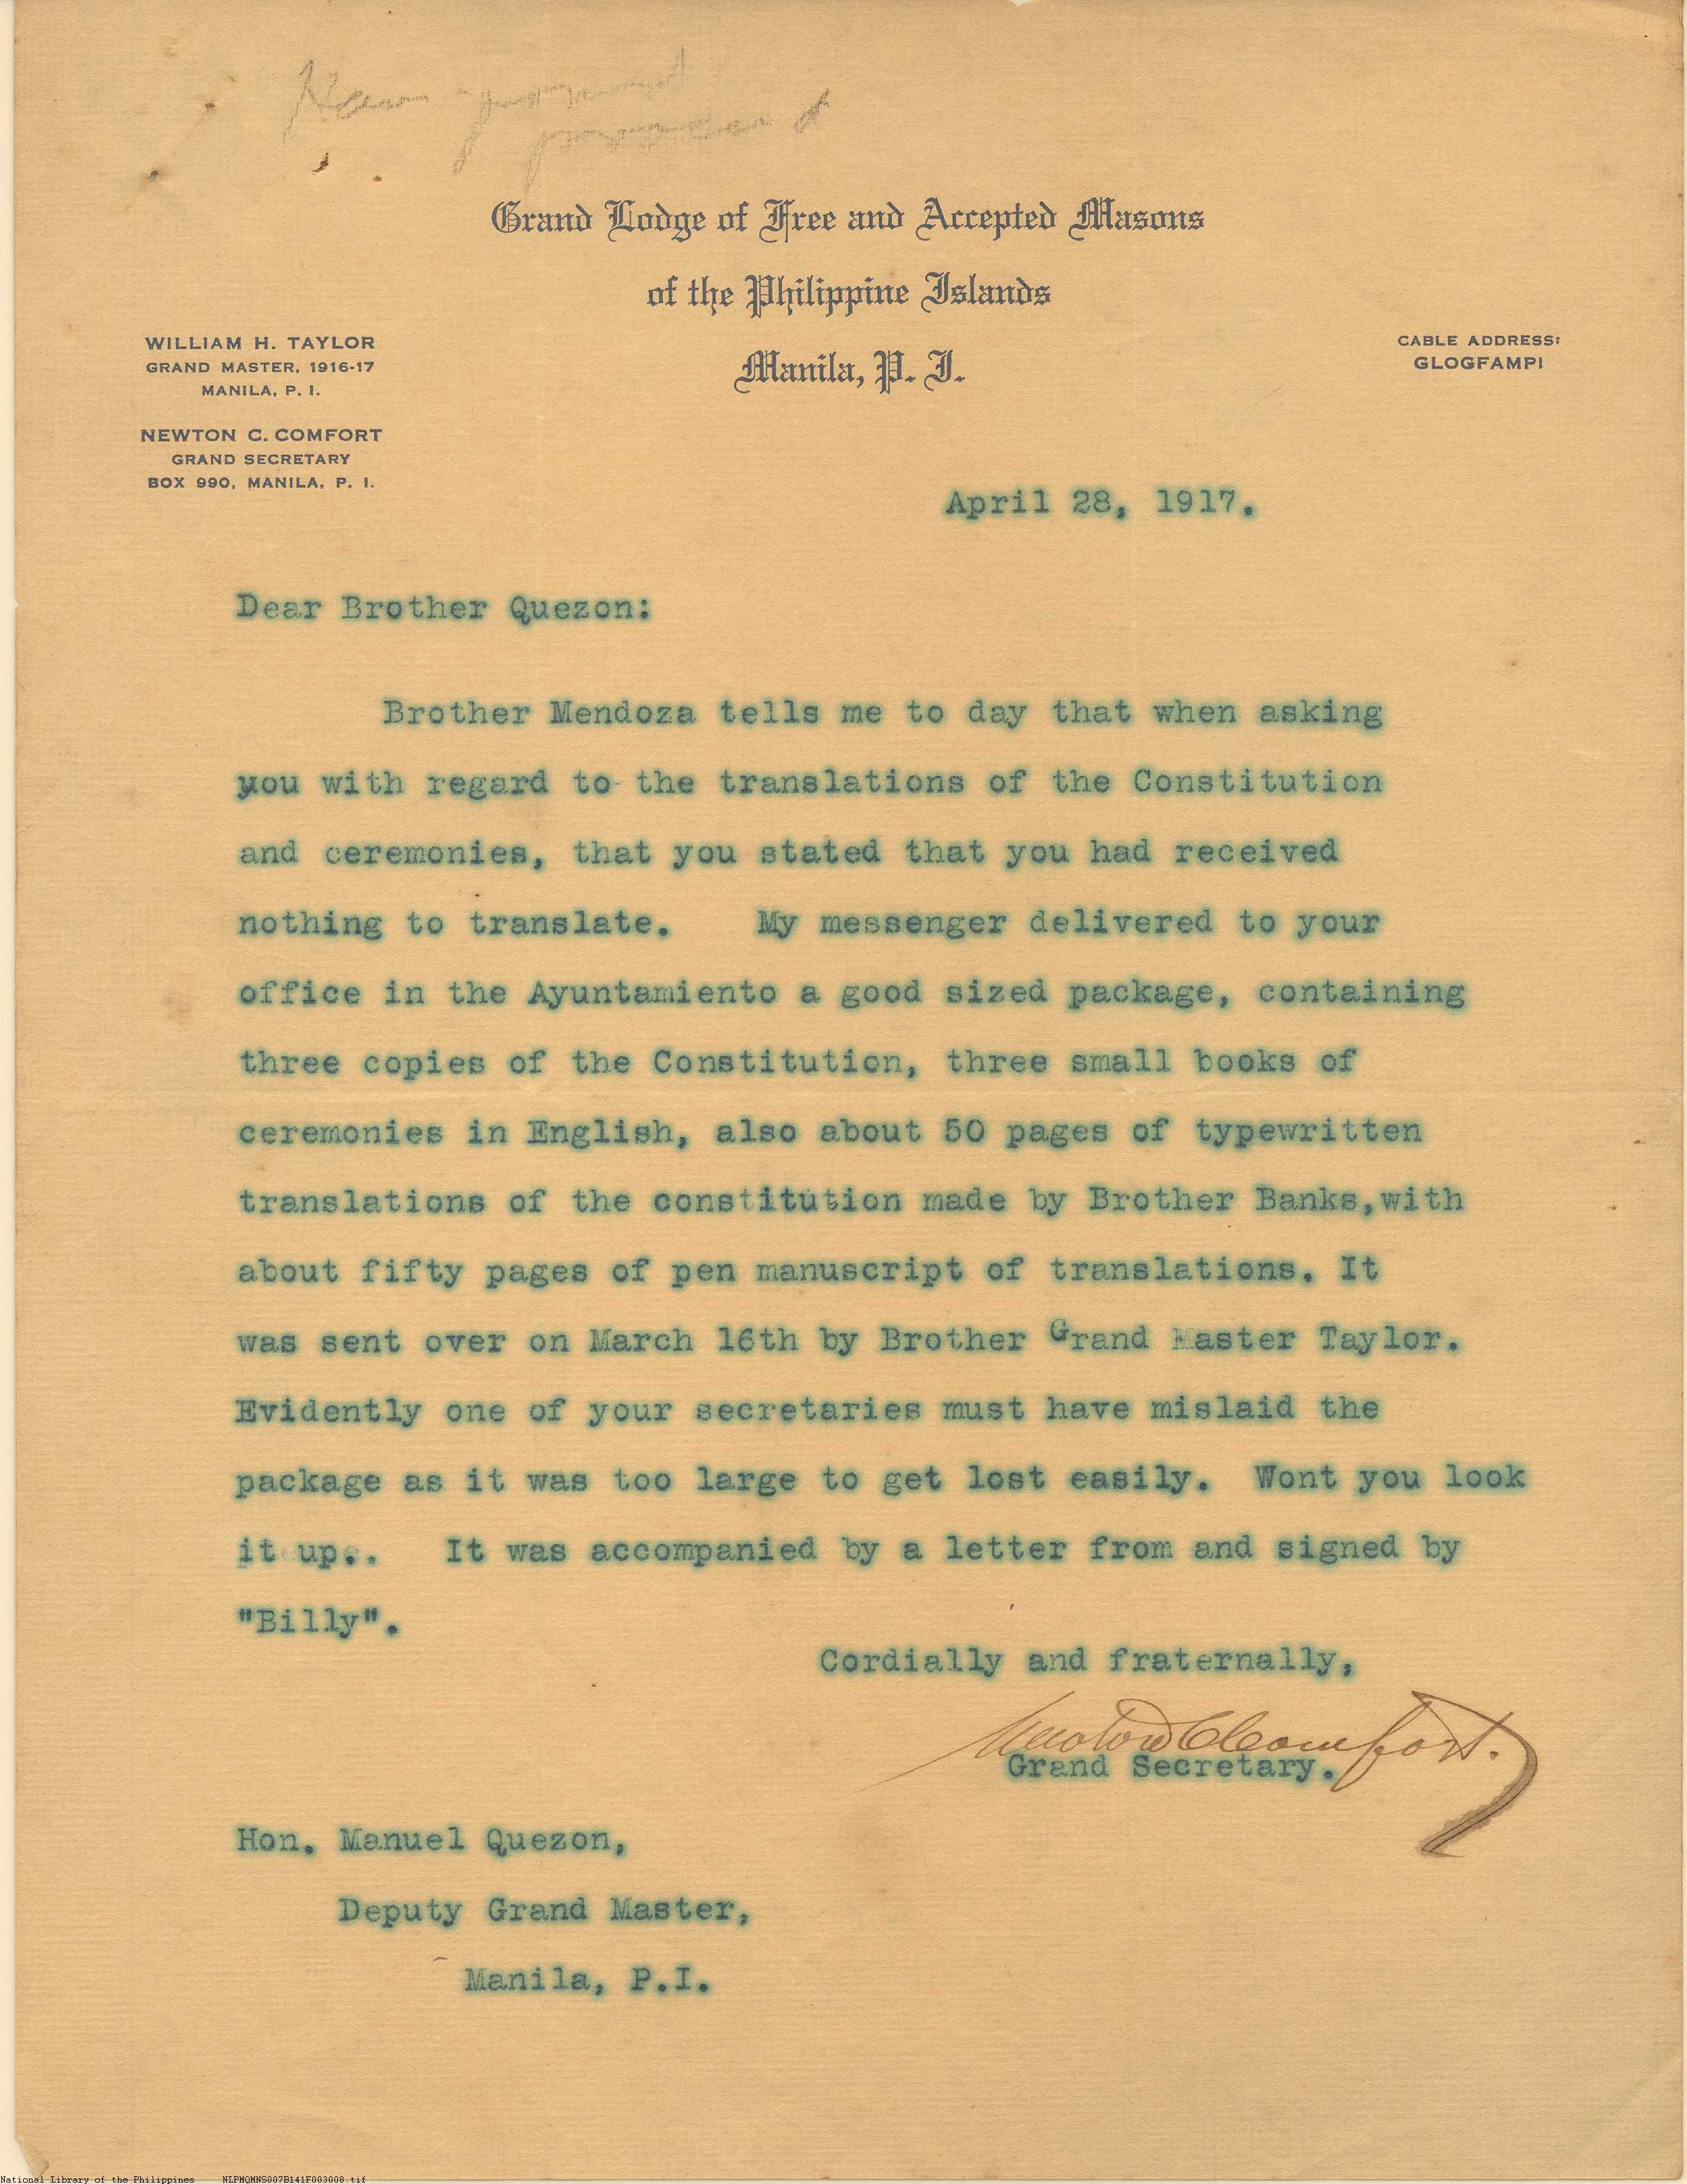 Grand Lodge of Free and Accepted Masons
of the Philippine Islands
Manila, P. I.
WILLIAM H. TAYLOR
GRAND MASTER, 1916-17
MANILA, P. I.
NEWTON C. COMFORT
GRAND SECRETARY
BOX 990, MANILA, P. I.
CABLE ADDRESS:
GLOGFAMPI
April 28, 1917.
Dear Brother Quezon:
Brother Mendoza tells me to day that when asking
you with regard to the translations of the Constitution
and ceremonies, that you stated that you had received
nothing to translate. My messenger delivered to your
office in the Ayuntamiento a good sized package, containing
three copies of the Constitution, three small books of
ceremonies in English, also about 50 pages of typewritten
translations of the constitution made by Brother Banks,with
about fifty pages of pen manuscript of translations. It
was sent over on March 16th by Brother Grand Master Taylor.
Evidently one of your secretaries must have mislaid the
package as it was too large to get lost easily. Wont you look
it up.. It was accompanied by a letter from and signed by
"Billy".
Cordially and fraternally,
Newton C Comfort.
Grand Secretary.
Hon. Manuel Quezon,
Deputy Grand Master,
Manila, P.I.
National Library of the Philippines NLPMQMNS007B141F003008.tif